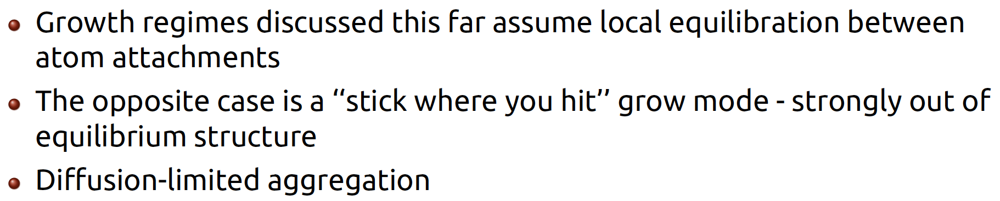 Growth regimes discussed this far assume local equilibration between
atom attachments
The opposite case is a “stick where you hit” grow mode - strongly out of
equilibrium structure
Diffusion-limited aggregation